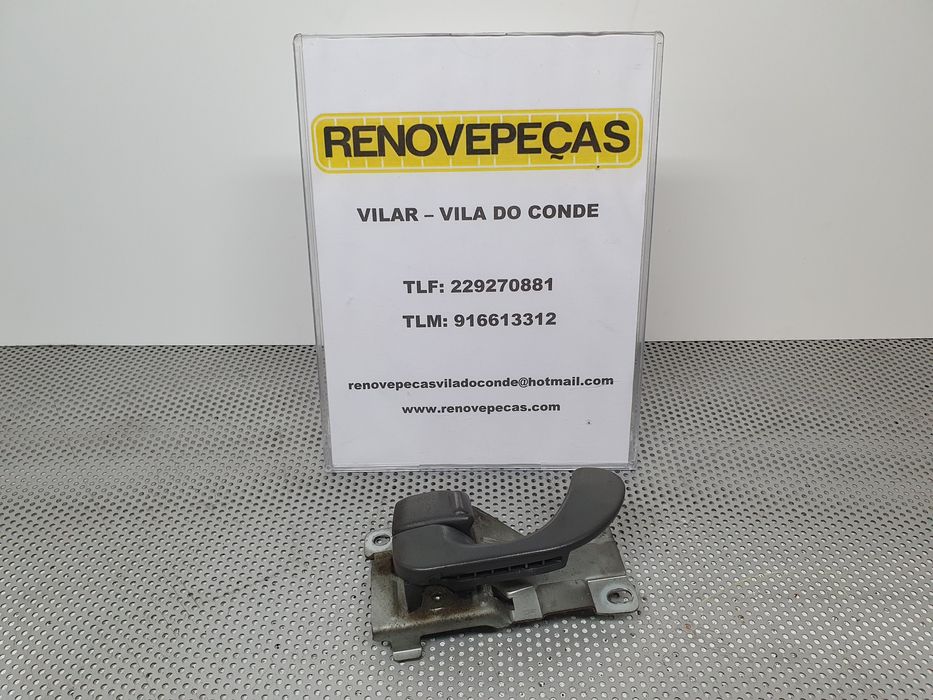 RENOVEPEÇAS
VILAR – VILA DO CONDE
TLF: 229270881
TLM: 916613312
renovepecasviladoconde@hotmail.com
www.renovepecas.com